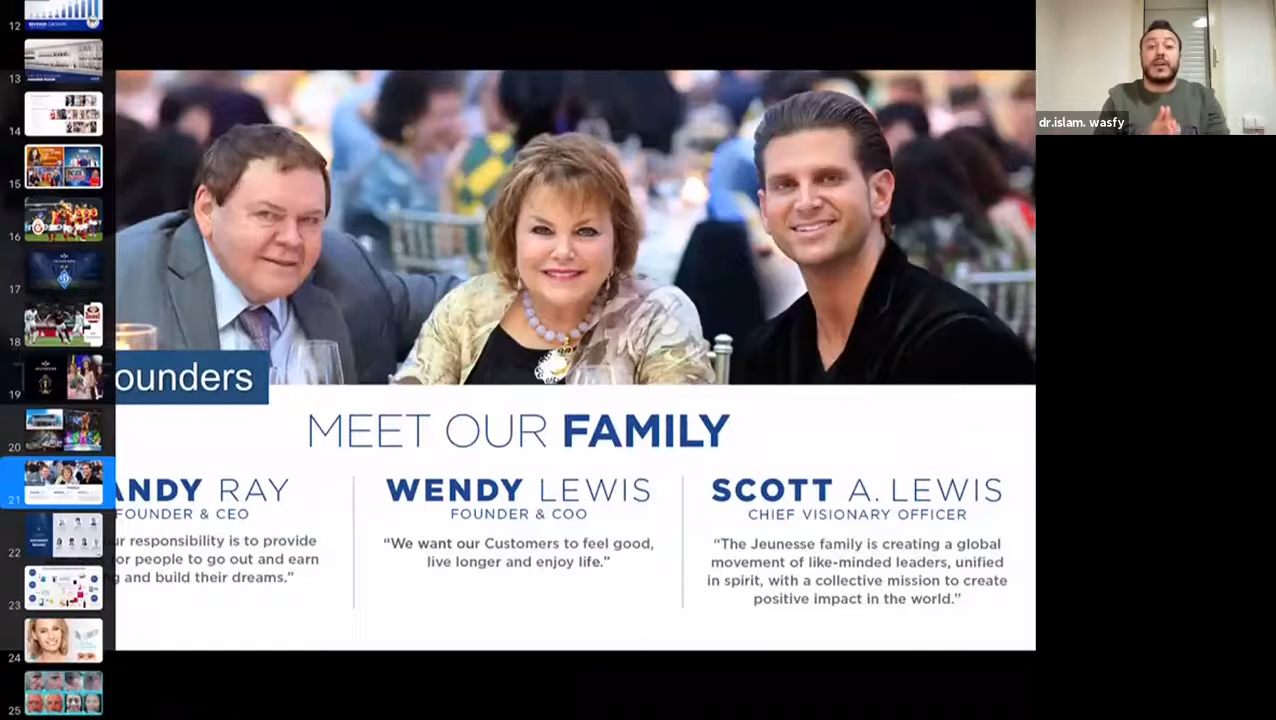 12
13
14
15
16
17
18
19
20
21
22
23
24
25
dr.islam. wasfy
ounders
MEET OUR FAMILY
ANDY RAY
FOUNDER & CEO
ur responsibility is to provide
or people to go out and earn
g and build their dreams.”
WENDY LEWIS
FOUNDER & COO
“We want our Customers to feel good,
live longer and enjoy life.”
SCOTT A. LEWIS
CHIEF VISIONARY OFFICER
“The Jeunesse family is creating a global
movement of like-minded leaders, unified
in spirit, with a collective mission to create
positive impact in the world.”